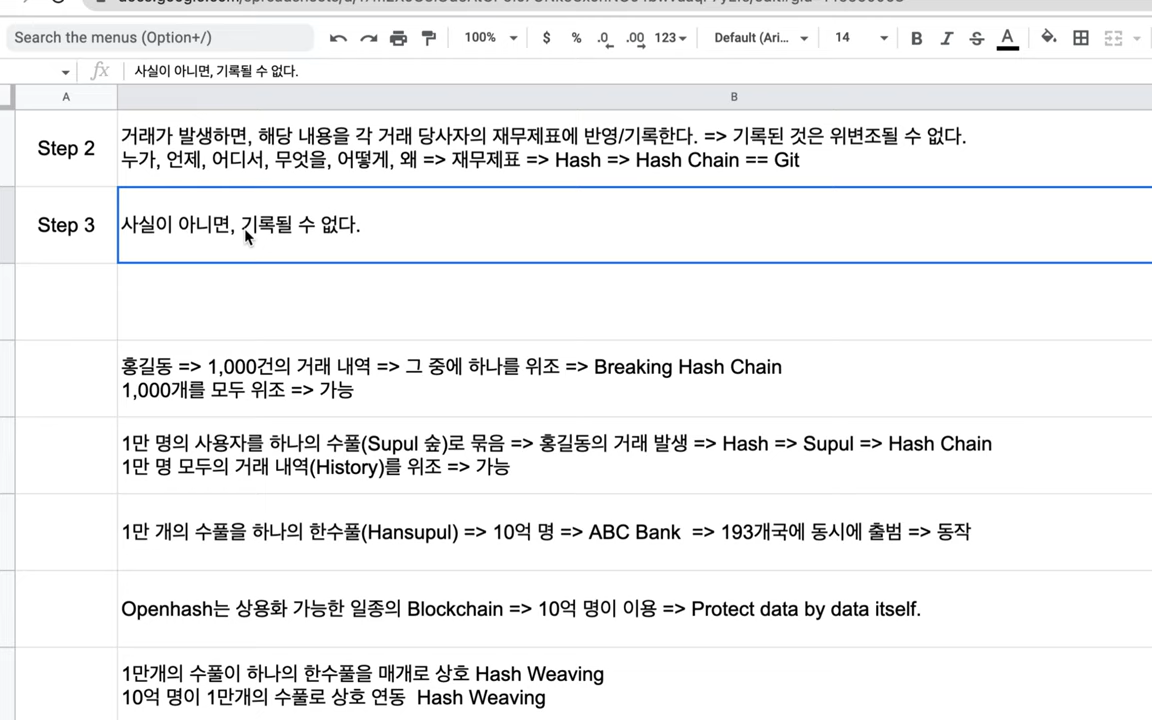 Search the menus (Option+/)
100%
$
%
.0
.00
123
Default (Ari...
14
B
I
S
A
fx
사실이 아니면, 기록될 수 없다.
A
B
Step 2
거래가 발생하면, 해당 내용을 각 거래 당사자의 재무제표에 반영/기록한다. => 기록된 것은 위변조될 수 없다.
누가, 언제, 어디서, 무엇을, 어떻게, 왜 => 재무제표 => Hash => Hash Chain == Git
Step 3
사실이 아니면, 기록될 수 없다.
홍길동 => 1,000건의 거래 내역 => 그 중에 하나를 위조 => Breaking Hash Chain
1,000개를 모두 위조 => 가능
1만 명의 사용자를 하나의 수풀(Supul 숲)로 묶음 => 홍길동의 거래 발생 => Hash => Supul => Hash Chain
1만 명 모두의 거래 내역(History)를 위조 => 가능
1만 개의 수풀을 하나의 한수풀(Hansupul) => 10억 명 => ABC Bank => 193개국에 동시에 출범 => 동작
Openhash는 상용화 가능한 일종의 Blockchain => 10억 명이 이용 => Protect data by data itself.
1만개의 수풀이 하나의 한수풀을 매개로 상호 Hash Weaving
10억 명이 1만개의 수풀로 상호 연동 Hash Weaving